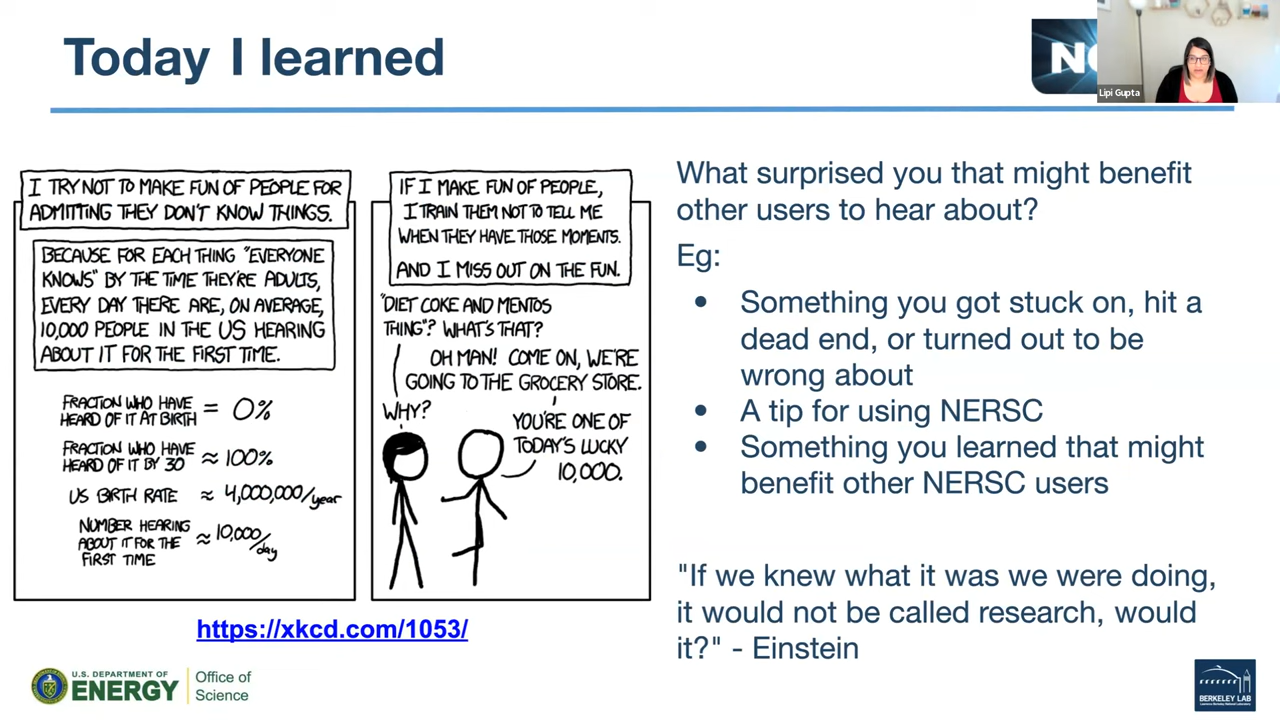 Today I learned
Lipi Gupta
I TRY NOT TO MAKE FUN OF PEOPLE FOR
ADMITTING THEY DON'T KNOW THINGS.
BECAUSE FOR EACH THING "EVERYONE
KNOWS" BY THE TIME THEY'RE ADULTS,
EVERY DAY THERE ARE, ON AVERAGE,
10,000 PEOPLE IN THE US HEARING
ABOUT IT FOR THE FIRST TIME.
FRACTION WHO HAVE
HEARD OF IT AT BIRTH = 0%
FRACTION WHO HAVE
HEARD OF IT BY 30 ≈ 100%
US BIRTH RATE ≈ 4,000,000/year
NUMBER HEARING
ABOUT IT FOR THE
FIRST TIME ≈ 10,000/day
IF I MAKE FUN OF PEOPLE,
I TRAIN THEM NOT TO TELL ME
WHEN THEY HAVE THOSE MOMENTS.
AND I MISS OUT ON THE FUN.
"DIET COKE AND MENTOS
THING"? WHAT'S THAT?
OH MAN! COME ON, WE'RE
GOING TO THE GROCERY STORE.
WHY?
YOU'RE ONE OF
TODAY'S LUCKY
10,000.
https://xkcd.com/1053/
What surprised you that might benefit
other users to hear about?
Eg:
• Something you got stuck on, hit a
dead end, or turned out to be
wrong about
• A tip for using NERSC
• Something you learned that might
benefit other NERSC users
"If we knew what it was we were doing,
it would not be called research, would
it?" - Einstein
U.S. DEPARTMENT OF
ENERGY
Office of
Science
BERKELEY LAB